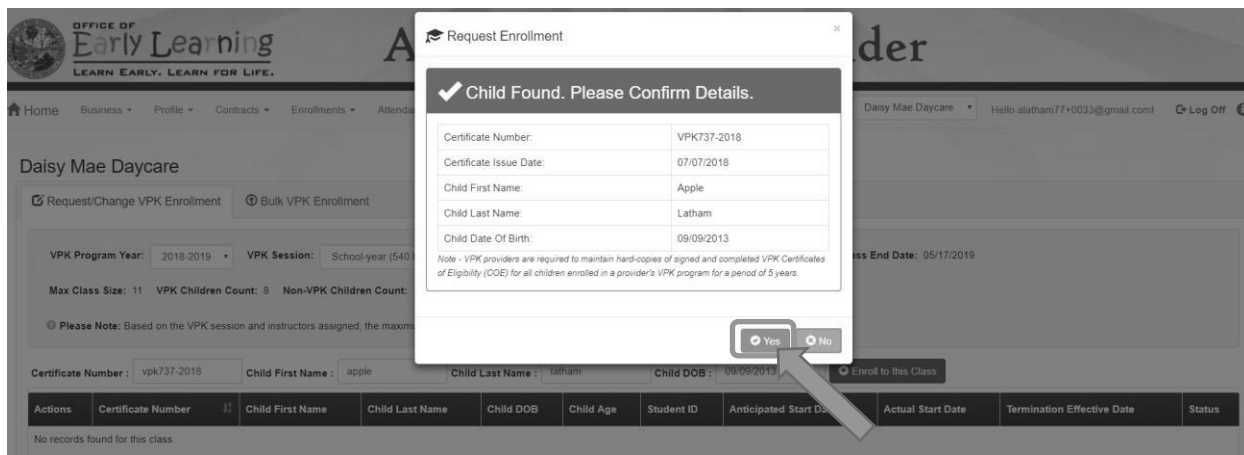 OFFICE OF
Early Learning
LEARN EARLY. LEARN FOR LIFE.
A
der
Home Business Profile Contracts Enrollments Attenda
Daisy Mae Daycare Hello alatham77+0033@gmail.com! Log Off
Request Enrollment ×
Child Found. Please Confirm Details.
Certificate Number: VPK737-2018
Certificate Issue Date: 07/07/2018
Child First Name: Apple
Child Last Name: Latham
Child Date Of Birth: 09/09/2013
Note - VPK providers are required to maintain hard-copies of signed and completed VPK Certificates
of Eligibility (COE) for all children enrolled in a provider's VPK program for a period of 5 years.
Yes No
Daisy Mae Daycare
Request/Change VPK Enrollment Bulk VPK Enrollment
VPK Program Year: 2018-2019 VPK Session: School-year (540 ss End Date: 05/17/2019
Max Class Size: 11 VPK Children Count: 8 Non-VPK Children Count:
Please Note: Based on the VPK session and instructors assigned, the maxim
Certificate Number : vpk737-2018 Child First Name : apple Child Last Name : latham Child DOB : 09/09/2013 Enroll to this Class
Actions Certificate Number Child First Name Child Last Name Child DOB Child Age Student ID Anticipated Start Da Actual Start Date Termination Effective Date Status
No records found for this class.